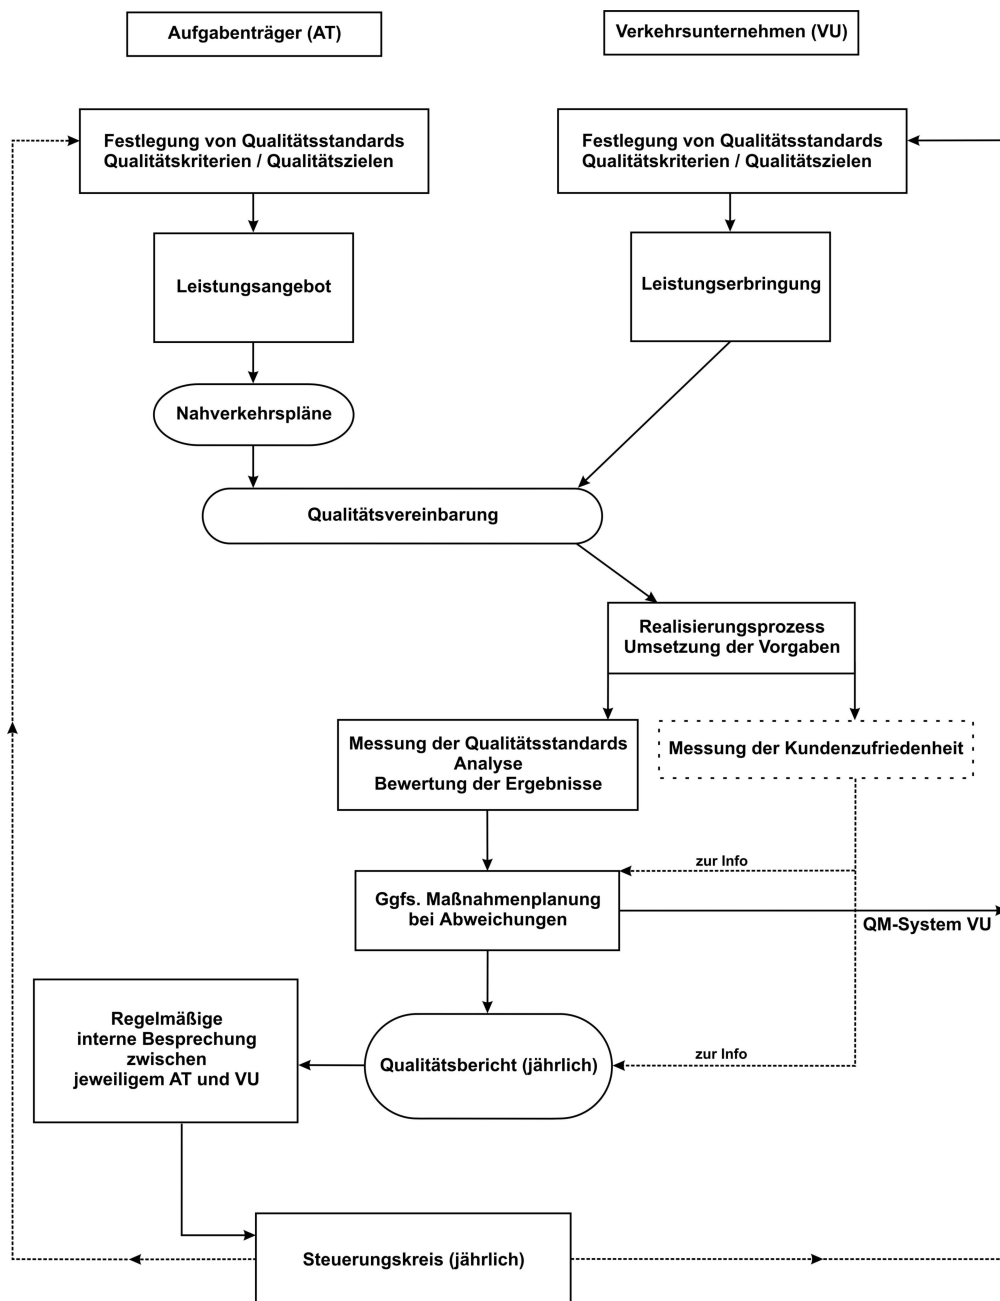 Aufgabenträger (AT)
Verkehrsunternehmen (VU)
Festlegung von Qualitätsstandards
Qualitätskriterien / Qualitätszielen
Festlegung von Qualitätsstandards
Qualitätskriterien / Qualitätszielen
Leistungsangebot
Leistungserbringung
Nahverkehrspläne
Qualitätsvereinbarung
Realisierungsprozess
Umsetzung der Vorgaben
Messung der Qualitätsstandards
Analyse
Bewertung der Ergebnisse
Messung der Kundenzufriedenheit
zur Info
Ggfs. Maßnahmenplanung
bei Abweichungen
QM-System VU
Regelmäßige
interne Besprechung
zwischen
jeweiligem AT und VU
Qualitätsbericht (jährlich)
zur Info
Steuerungskreis (jährlich)